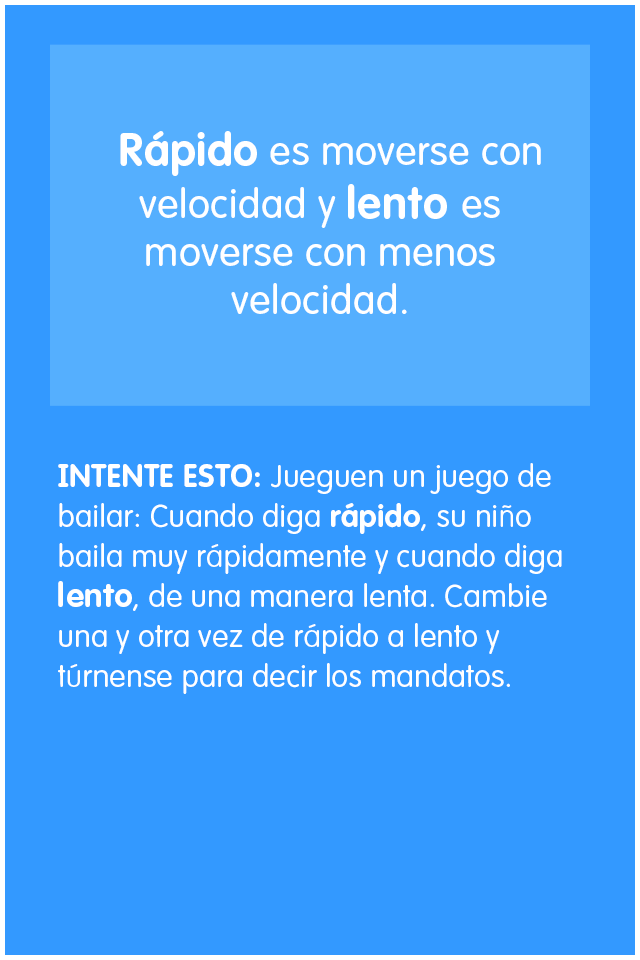 Rápido es moverse con
velocidad y lento es
moverse con menos
velocidad.
INTENTE ESTO: Jueguen un juego de
bailar: Cuando diga rápido, su niño
baila muy rápidamente y cuando diga
lento, de una manera lenta. Cambie
una y otra vez de rápido a lento y
túrnense para decir los mandatos.